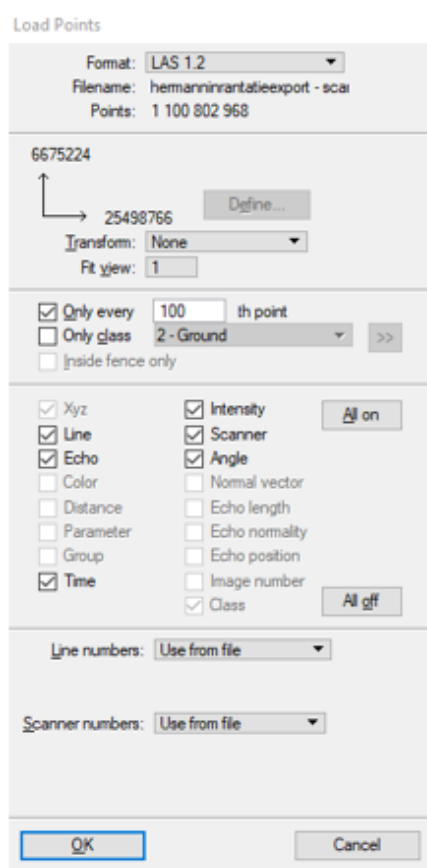 Load Points
Format: LAS 1.2
Filename: hermanninrantatieexport - scar
Points: 1 100 802 968
6675224
25498766
Define...
Transform: None
Fit view: 1
Only every 100 th point
Only class 2 - Ground >>
Inside fence only
Xyz Intensity All on
Line Scanner
Echo Angle
Color Normal vector
Distance Echo length
Parameter Echo normality
Group Echo position
Time Image number
Class All off
Line numbers: Use from file
Scanner numbers: Use from file
OK Cancel